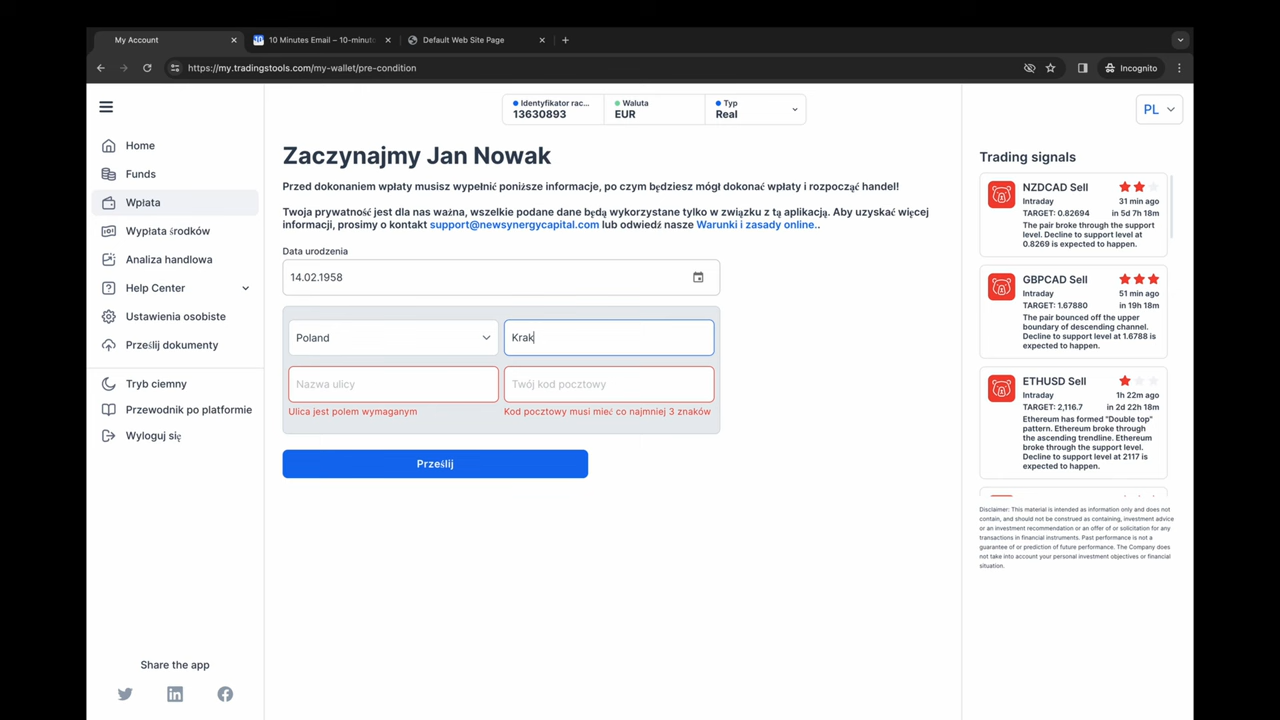 My Account
10 Minutes Email – 10-minut
Default Web Site Page
https://my.tradingstools.com/my-wallet/pre-condition
Incognito
Identyfikator rac...
13630893
Waluta
EUR
Typ
Real
PL
Home
Funds
Wpłata
Wypłata środków
Analiza handlowa
Help Center
Ustawienia osobiste
Prześlij dokumenty
Tryb ciemny
Przewodnik po platformie
Wyloguj się
Share the app
Zaczynajmy Jan Nowak
Przed dokonaniem wpłaty musisz wypełnić poniższe informacje, po czym będziesz mógł dokonać wpłaty i rozpocząć handel!
Twoja prywatność jest dla nas ważna, wszelkie podane dane będą wykorzystane tylko w związku z tą aplikacją. Aby uzyskać więcej
informacji, prosimy o kontakt support@newsynergycapital.com lub odwiedź nasze Warunki i zasady online..
Data urodzenia
14.02.1958
Poland
Krak
Nazwa ulicy
Twój kod pocztowy
Ulica jest polem wymaganym
Kod pocztowy musi mieć co najmniej 3 znaków
Prześlij
Trading signals
NZDCAD Sell
Intraday
31 min ago
TARGET: 0.82694
in 5d 7h 18m
The pair broke through the support
level. Decline to support level at
0.8269 is expected to happen.
GBPCAD Sell
Intraday
51 min ago
TARGET: 1.67880
in 19h 18m
The pair bounced off the upper
boundary of descending channel.
Decline to support level at 1.6788 is
expected to happen.
ETHUSD Sell
Intraday
1h 22m ago
TARGET: 2,116.7
in 2d 22h 18m
Ethereum has formed "Double top"
pattern. Ethereum broke through
the ascending trendline. Ethereum
broke through the support level.
Decline to support level at 2117 is
expected to happen.
Disclaimer: This material is intended as information only and does not
contain, and should not be construed as containing, investment advice
or an investment recommendation or an offer of or solicitation for any
transactions in financial instruments. Past performance is not a
guarantee of or prediction of future performance. The Company does
not take into account your personal investment objectives or financial
situation.